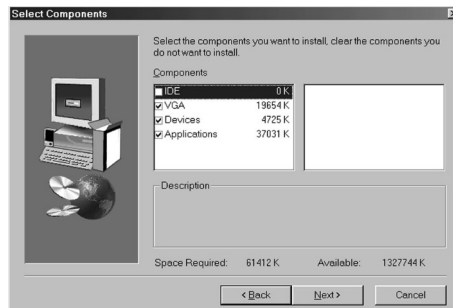 Select Components
Select the components you want to install, clear the components you
do not want to install.
Components
IDE 0 K
VGA 19654 K
Devices 4725 K
Applications 37031 K
Description
Space Required: 61412 K Available: 1327744 K
< Back Next > Cancel